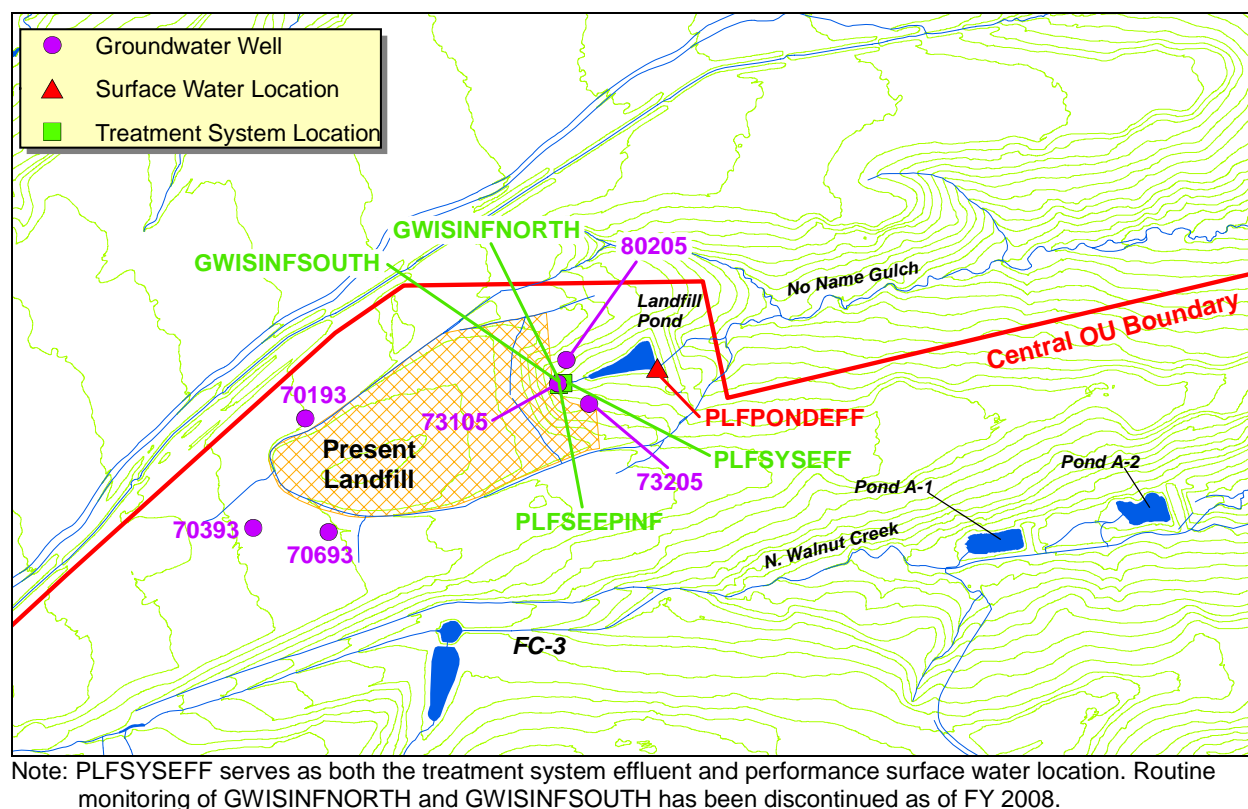 Groundwater Well
Surface Water Location
Treatment System Location
GWISINFNORTH
80205
GWISINFSOUTH
No Name Gulch
Landfill
Pond
Central OU Boundary
70193
73105
PLFPONDEFF
Present
Landfill
PLFSYSEFF
73205
Pond A-2
Pond A-1
PLFSEEPINF
70393
70693
N. Walnut Creek
FC-3
Note: PLFSYSEFF serves as both the treatment system effluent and performance surface water location. Routine
monitoring of GWISINFNORTH and GWISINFSOUTH has been discontinued as of FY 2008.